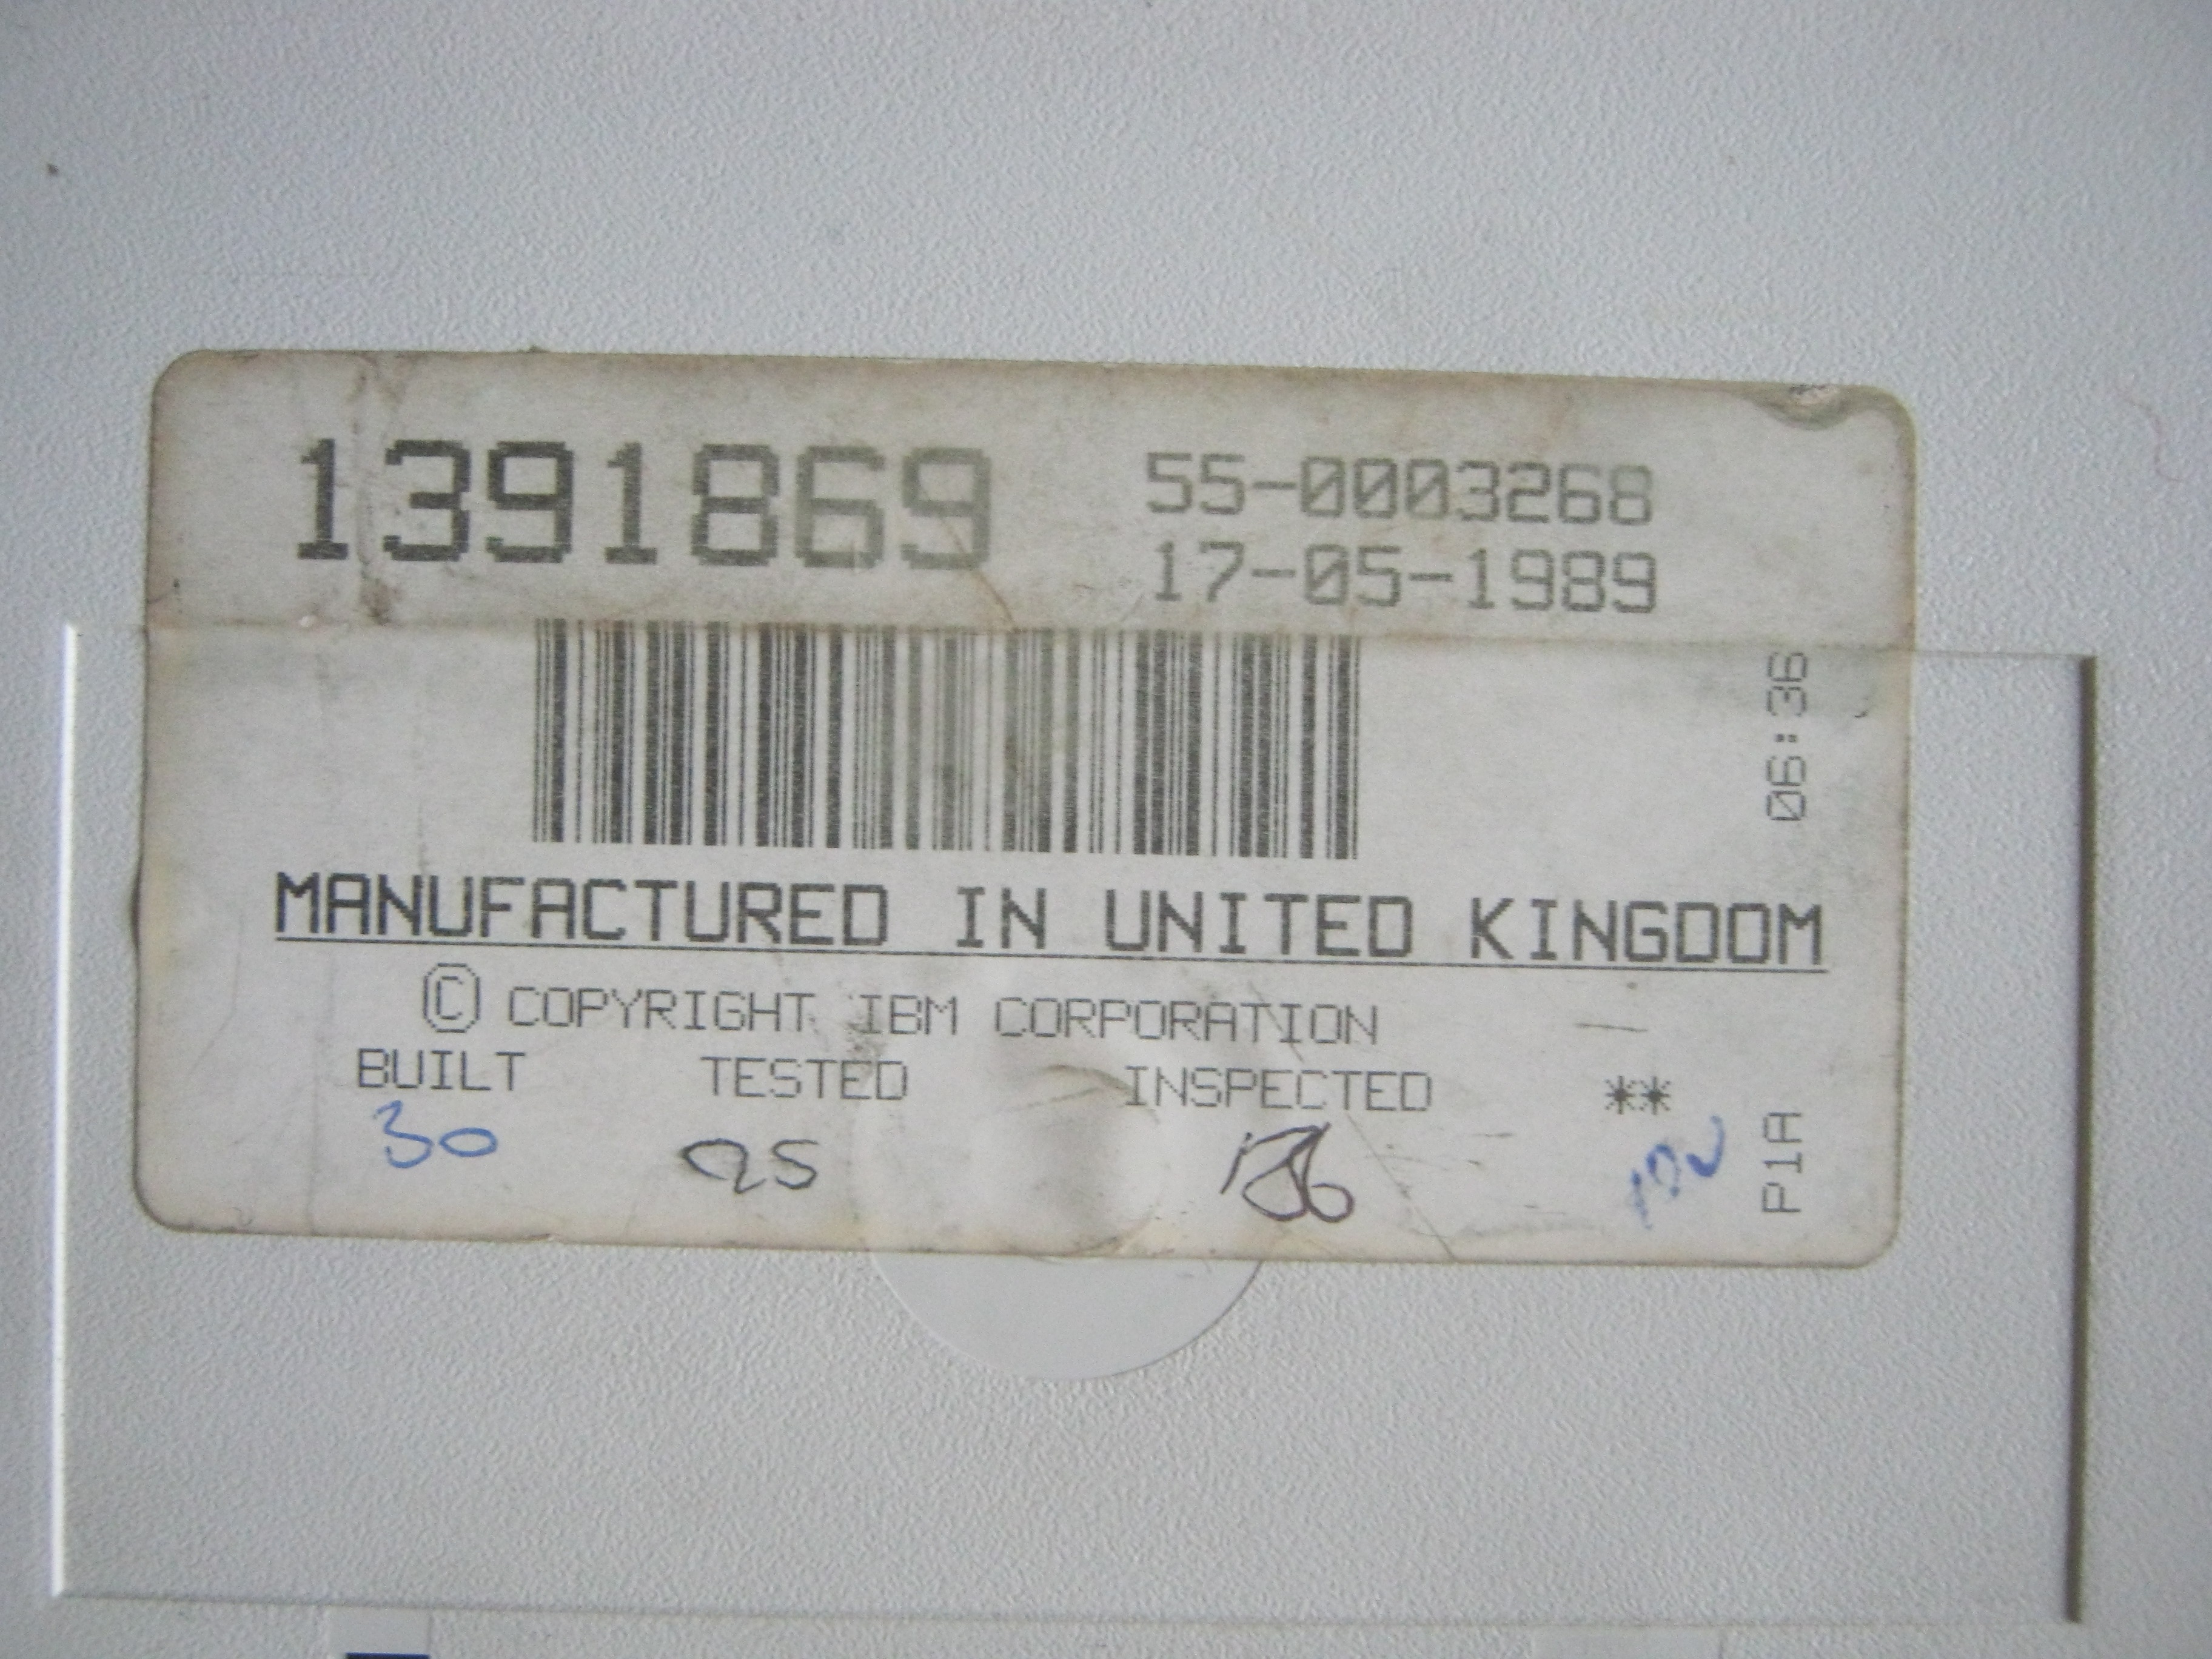 1391869 55-0003268
17-05-1989
06:36
MANUFACTURED IN UNITED KINGDOM
© COPYRIGHT IBM CORPORATION
BUILT TESTED INSPECTED **
30
P1A